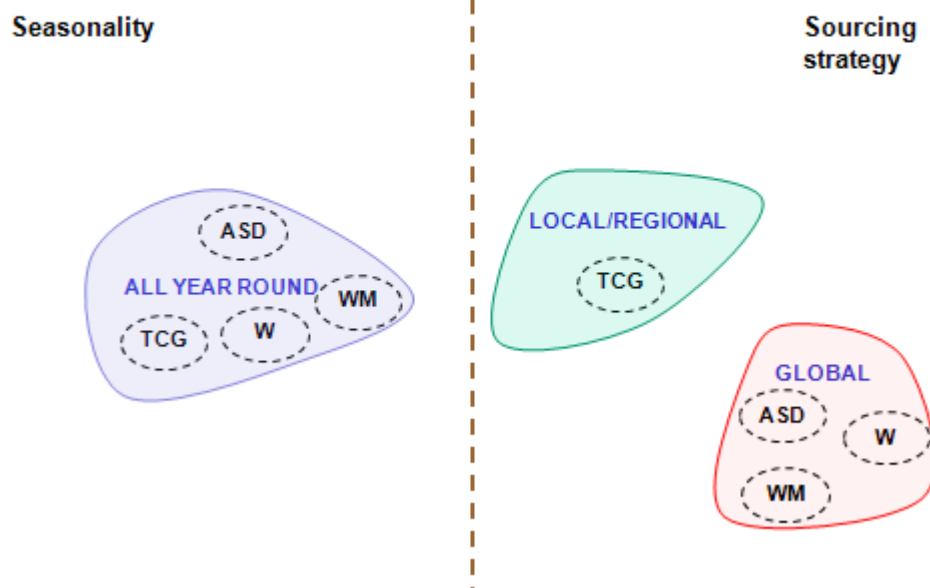 Seasonality
Sourcing
strategy
ASD
ALL YEAR ROUND
WM
TCG
W
LOCAL/REGIONAL
TCG
GLOBAL
ASD
W
WM